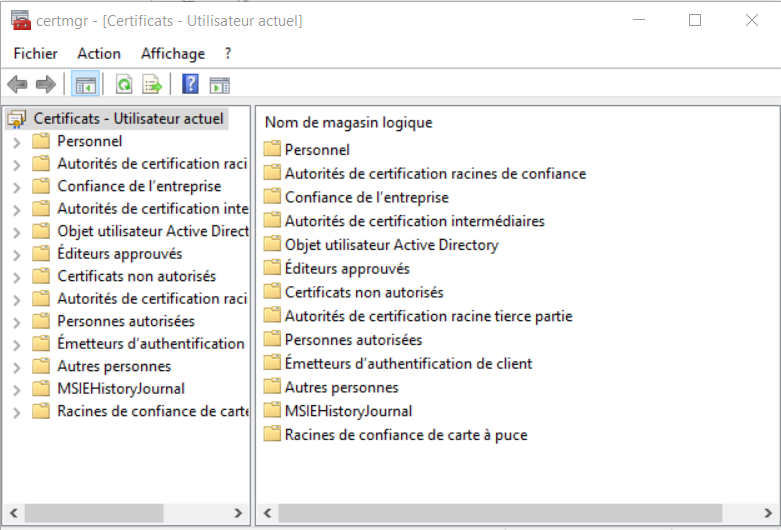 certmgr - [Certificats - Utilisateur actuel]
Fichier Action Affichage ?
Certificats - Utilisateur actuel
Personnel
Autorités de certification raci
Confiance de l'entreprise
Autorités de certification inte
Objet utilisateur Active Direct
Éditeurs approuvés
Certificats non autorisés
Autorités de certification raci
Personnes autorisées
Émetteurs d'authentification
Autres personnes
MSIEHistoryJournal
Racines de confiance de carte
Nom de magasin logique
Personnel
Autorités de certification racines de confiance
Confiance de l'entreprise
Autorités de certification intermédiaires
Objet utilisateur Active Directory
Éditeurs approuvés
Certificats non autorisés
Autorités de certification racine tierce partie
Personnes autorisées
Émetteurs d'authentification de client
Autres personnes
MSIEHistoryJournal
Racines de confiance de carte à puce